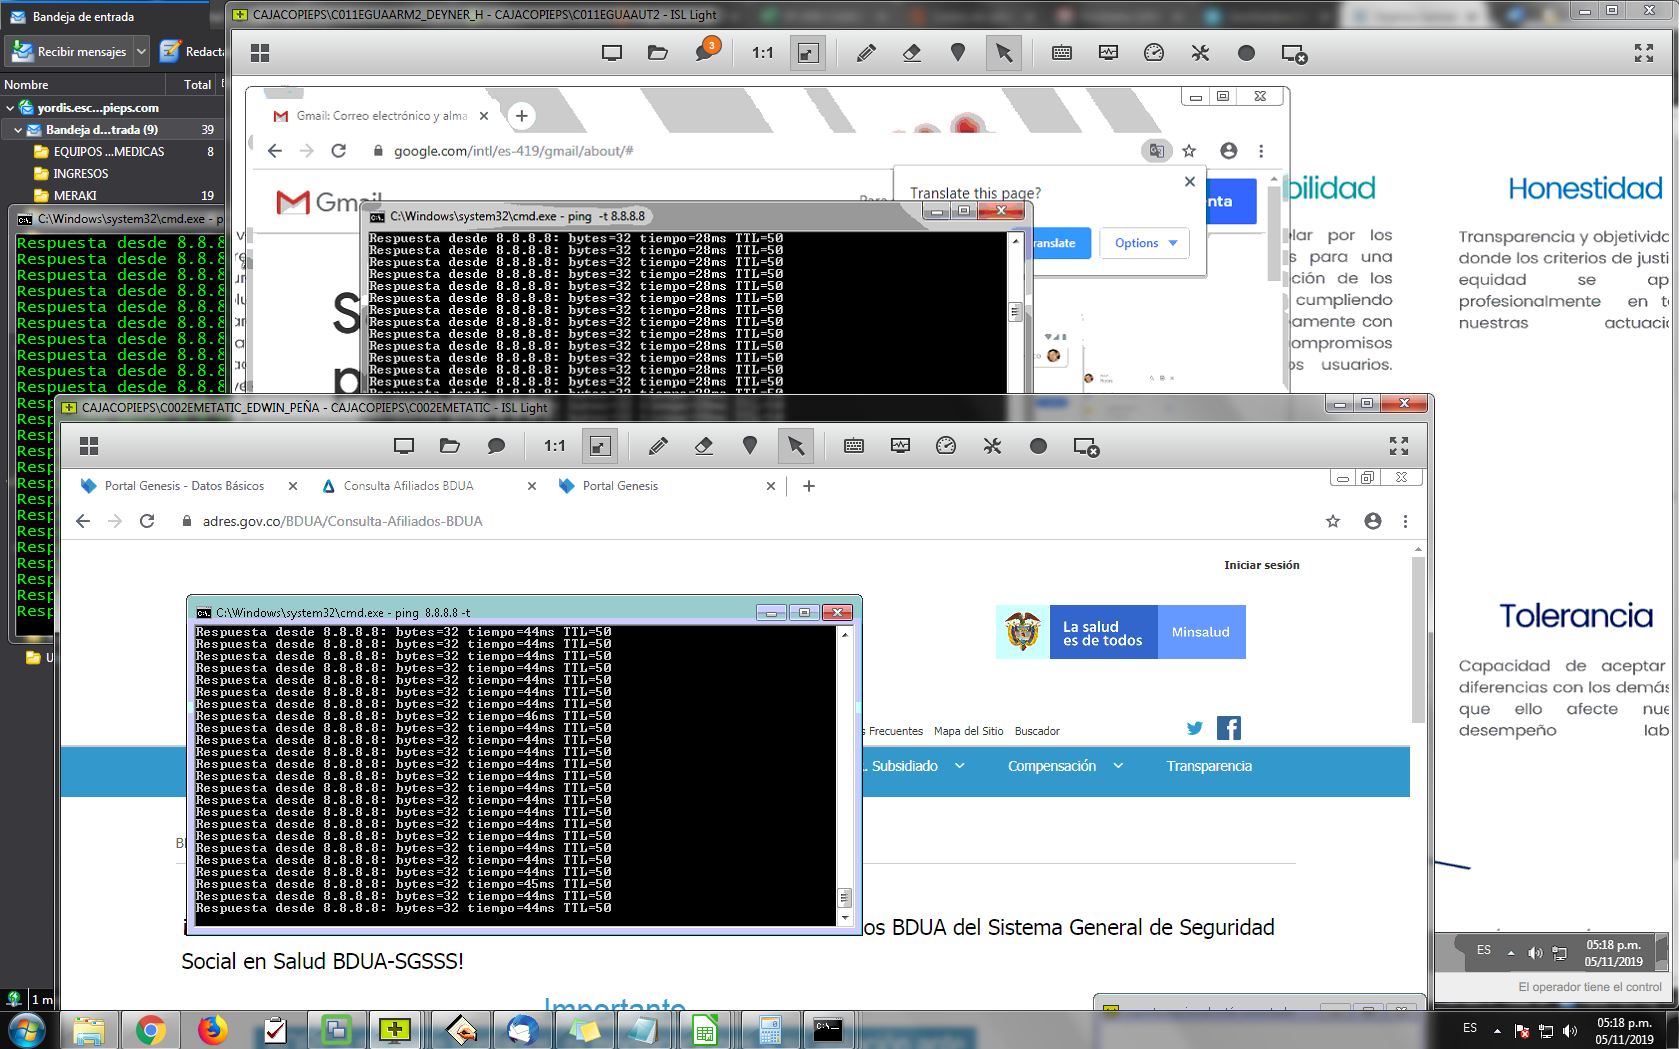 Bandeja de entrada
Recibir mensajes
Nombre Total
yordis.esc...pieps.com
Bandeja d...trada (9) 39
EQUIPOS ...MEDICAS 8
INGRESOS
MERAKI 19
C:\Windows\system32\cmd.exe - p
Respuesta desde 8.8.8
Respuesta desde 8.8.8
Respuesta desde 8.8.8
Respuesta desde 8.8.8
Respuesta desde 8.8.8
Respuesta desde 8.8.8
Respuesta desde 8.8.8
Respuesta desde 8.8.8
Respuesta desde 8.8.8
Respuesta desde 8.8.8
CAJACOPIEPS\C011EGUAARM2_DEYNER_H - CAJACOPIEPS\C011EGUAAUT2 - ISL Light
3
1:1
Gmail: Correo electrónico y alma
google.com/intl/es-419/gmail/about/#
Translate this page?
Options
C:\Windows\system32\cmd.exe - ping -t 8.8.8.8
Respuesta desde 8.8.8.8: bytes=32 tiempo=28ms TTL=50
Respuesta desde 8.8.8.8: bytes=32 tiempo=28ms TTL=50
Respuesta desde 8.8.8.8: bytes=32 tiempo=28ms TTL=50
Respuesta desde 8.8.8.8: bytes=32 tiempo=28ms TTL=50
Respuesta desde 8.8.8.8: bytes=32 tiempo=28ms TTL=50
Respuesta desde 8.8.8.8: bytes=32 tiempo=28ms TTL=50
Respuesta desde 8.8.8.8: bytes=32 tiempo=28ms TTL=50
Respuesta desde 8.8.8.8: bytes=32 tiempo=28ms TTL=50
Respuesta desde 8.8.8.8: bytes=32 tiempo=28ms TTL=50
Respuesta desde 8.8.8.8: bytes=32 tiempo=28ms TTL=50
Respuesta desde 8.8.8.8: bytes=32 tiempo=28ms TTL=50
Respuesta desde 8.8.8.8: bytes=32 tiempo=28ms TTL=50
Respuesta desde 8.8.8.8: bytes=32 tiempo=28ms TTL=50
bilidad
elar por los
s para una
ción de los
cumpliendo
amente con
ompromisos
os usuarios.
Honestidad
Transparencia y objetivida
donde los criterios de justi
equidad se ap
profesionalmente en t
nuestras actuaci
Tolerancia
Capacidad de aceptar
diferencias con los demás
que ello afecte nue
desempeño lab
ES 05:18 p.m.
05/11/2019
El operador tiene el control
CAJACOPIEPS\C002EMETATIC_EDWIN_PEÑA - CAJACOPIEPS\C002EMETATIC - ISL Light
1:1
Portal Genesis - Datos Básicos Consulta Afiliados BDUA Portal Genesis
adres.gov.co/BDUA/Consulta-Afiliados-BDUA
Iniciar sesión
La salud
es de todos
Minsalud
s Frecuentes Mapa del Sitio Buscador
. Subsidiado Compensación Transparencia
C:\Windows\system32\cmd.exe - ping 8.8.8.8 -t
Respuesta desde 8.8.8.8: bytes=32 tiempo=44ms TTL=50
Respuesta desde 8.8.8.8: bytes=32 tiempo=44ms TTL=50
Respuesta desde 8.8.8.8: bytes=32 tiempo=44ms TTL=50
Respuesta desde 8.8.8.8: bytes=32 tiempo=44ms TTL=50
Respuesta desde 8.8.8.8: bytes=32 tiempo=44ms TTL=50
Respuesta desde 8.8.8.8: bytes=32 tiempo=44ms TTL=50
Respuesta desde 8.8.8.8: bytes=32 tiempo=44ms TTL=50
Respuesta desde 8.8.8.8: bytes=32 tiempo=46ms TTL=50
Respuesta desde 8.8.8.8: bytes=32 tiempo=44ms TTL=50
Respuesta desde 8.8.8.8: bytes=32 tiempo=44ms TTL=50
Respuesta desde 8.8.8.8: bytes=32 tiempo=44ms TTL=50
Respuesta desde 8.8.8.8: bytes=32 tiempo=44ms TTL=50
Respuesta desde 8.8.8.8: bytes=32 tiempo=44ms TTL=50
Respuesta desde 8.8.8.8: bytes=32 tiempo=44ms TTL=50
Respuesta desde 8.8.8.8: bytes=32 tiempo=44ms TTL=50
Respuesta desde 8.8.8.8: bytes=32 tiempo=44ms TTL=50
Respuesta desde 8.8.8.8: bytes=32 tiempo=44ms TTL=50
Respuesta desde 8.8.8.8: bytes=32 tiempo=44ms TTL=50
Respuesta desde 8.8.8.8: bytes=32 tiempo=44ms TTL=50
Respuesta desde 8.8.8.8: bytes=32 tiempo=44ms TTL=50
Respuesta desde 8.8.8.8: bytes=32 tiempo=44ms TTL=50
Respuesta desde 8.8.8.8: bytes=32 tiempo=45ms TTL=50
Respuesta desde 8.8.8.8: bytes=32 tiempo=44ms TTL=50
Respuesta desde 8.8.8.8: bytes=32 tiempo=44ms TTL=50
os BDUA del Sistema General de Seguridad
Social en Salud BDUA-SGSSS!
Importante
ES 05:18 p.m.
05/11/2019